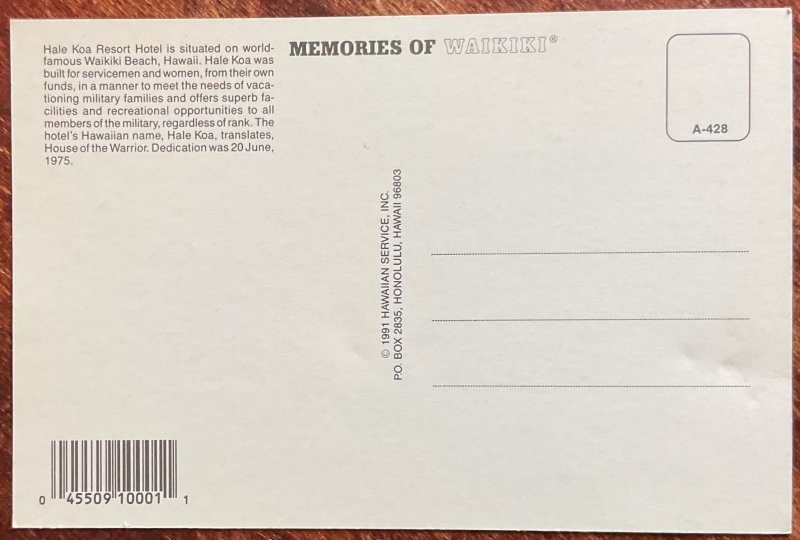 Hale Koa Resort Hotel is situated on world-
famous Waikiki Beach, Hawaii. Hale Koa was
built for servicemen and women, from their own
funds, in a manner to meet the needs of vaca-
tioning military families and offers superb fa-
cilities and recreational opportunities to all
members of the military, regardless of rank. The
hotel's Hawaiian name, Hale Koa, translates,
House of the Warrior. Dedication was 20 June,
1975.
MEMORIES OF WAIKIKI®
A-428
© 1991 HAWAIIAN SERVICE, INC.
P.O. BOX 2835, HONOLULU, HAWAII 96803
0 45509 10001 1